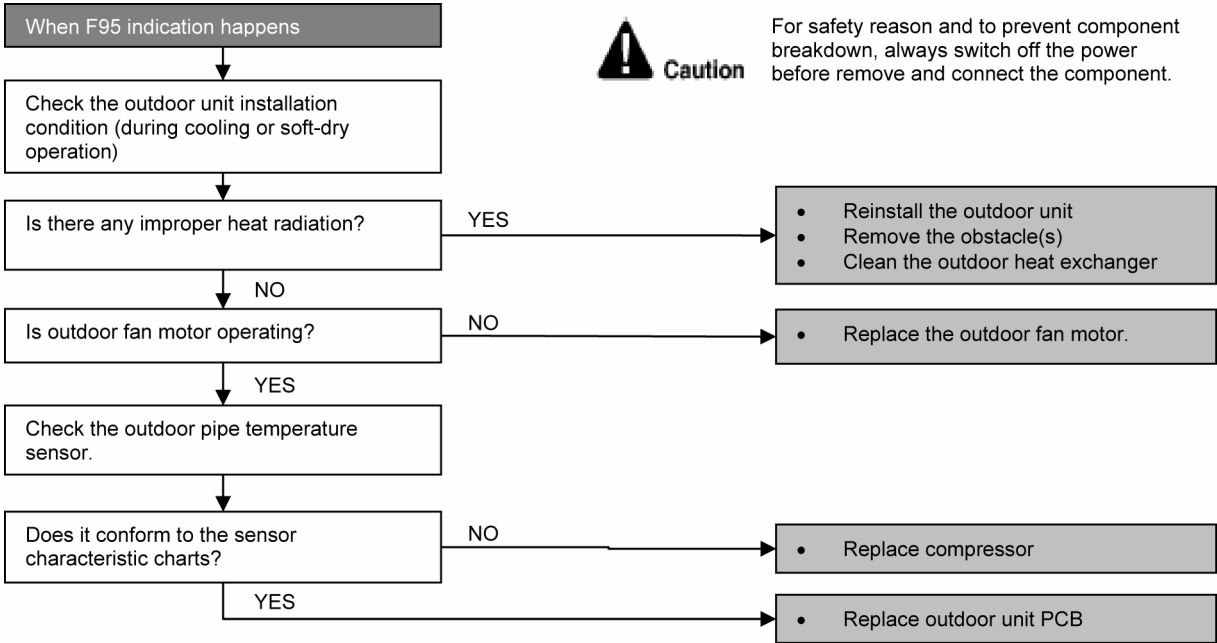 When F95 indication happens
Caution
For safety reason and to prevent component
breakdown, always switch off the power
before remove and connect the component.
Check the outdoor unit installation
condition (during cooling or soft-dry
operation)
Is there any improper heat radiation?
YES
• Reinstall the outdoor unit
• Remove the obstacle(s)
• Clean the outdoor heat exchanger
NO
Is outdoor fan motor operating?
NO
• Replace the outdoor fan motor.
YES
Check the outdoor pipe temperature
sensor.
Does it conform to the sensor
characteristic charts?
NO
• Replace compressor
YES
• Replace outdoor unit PCB